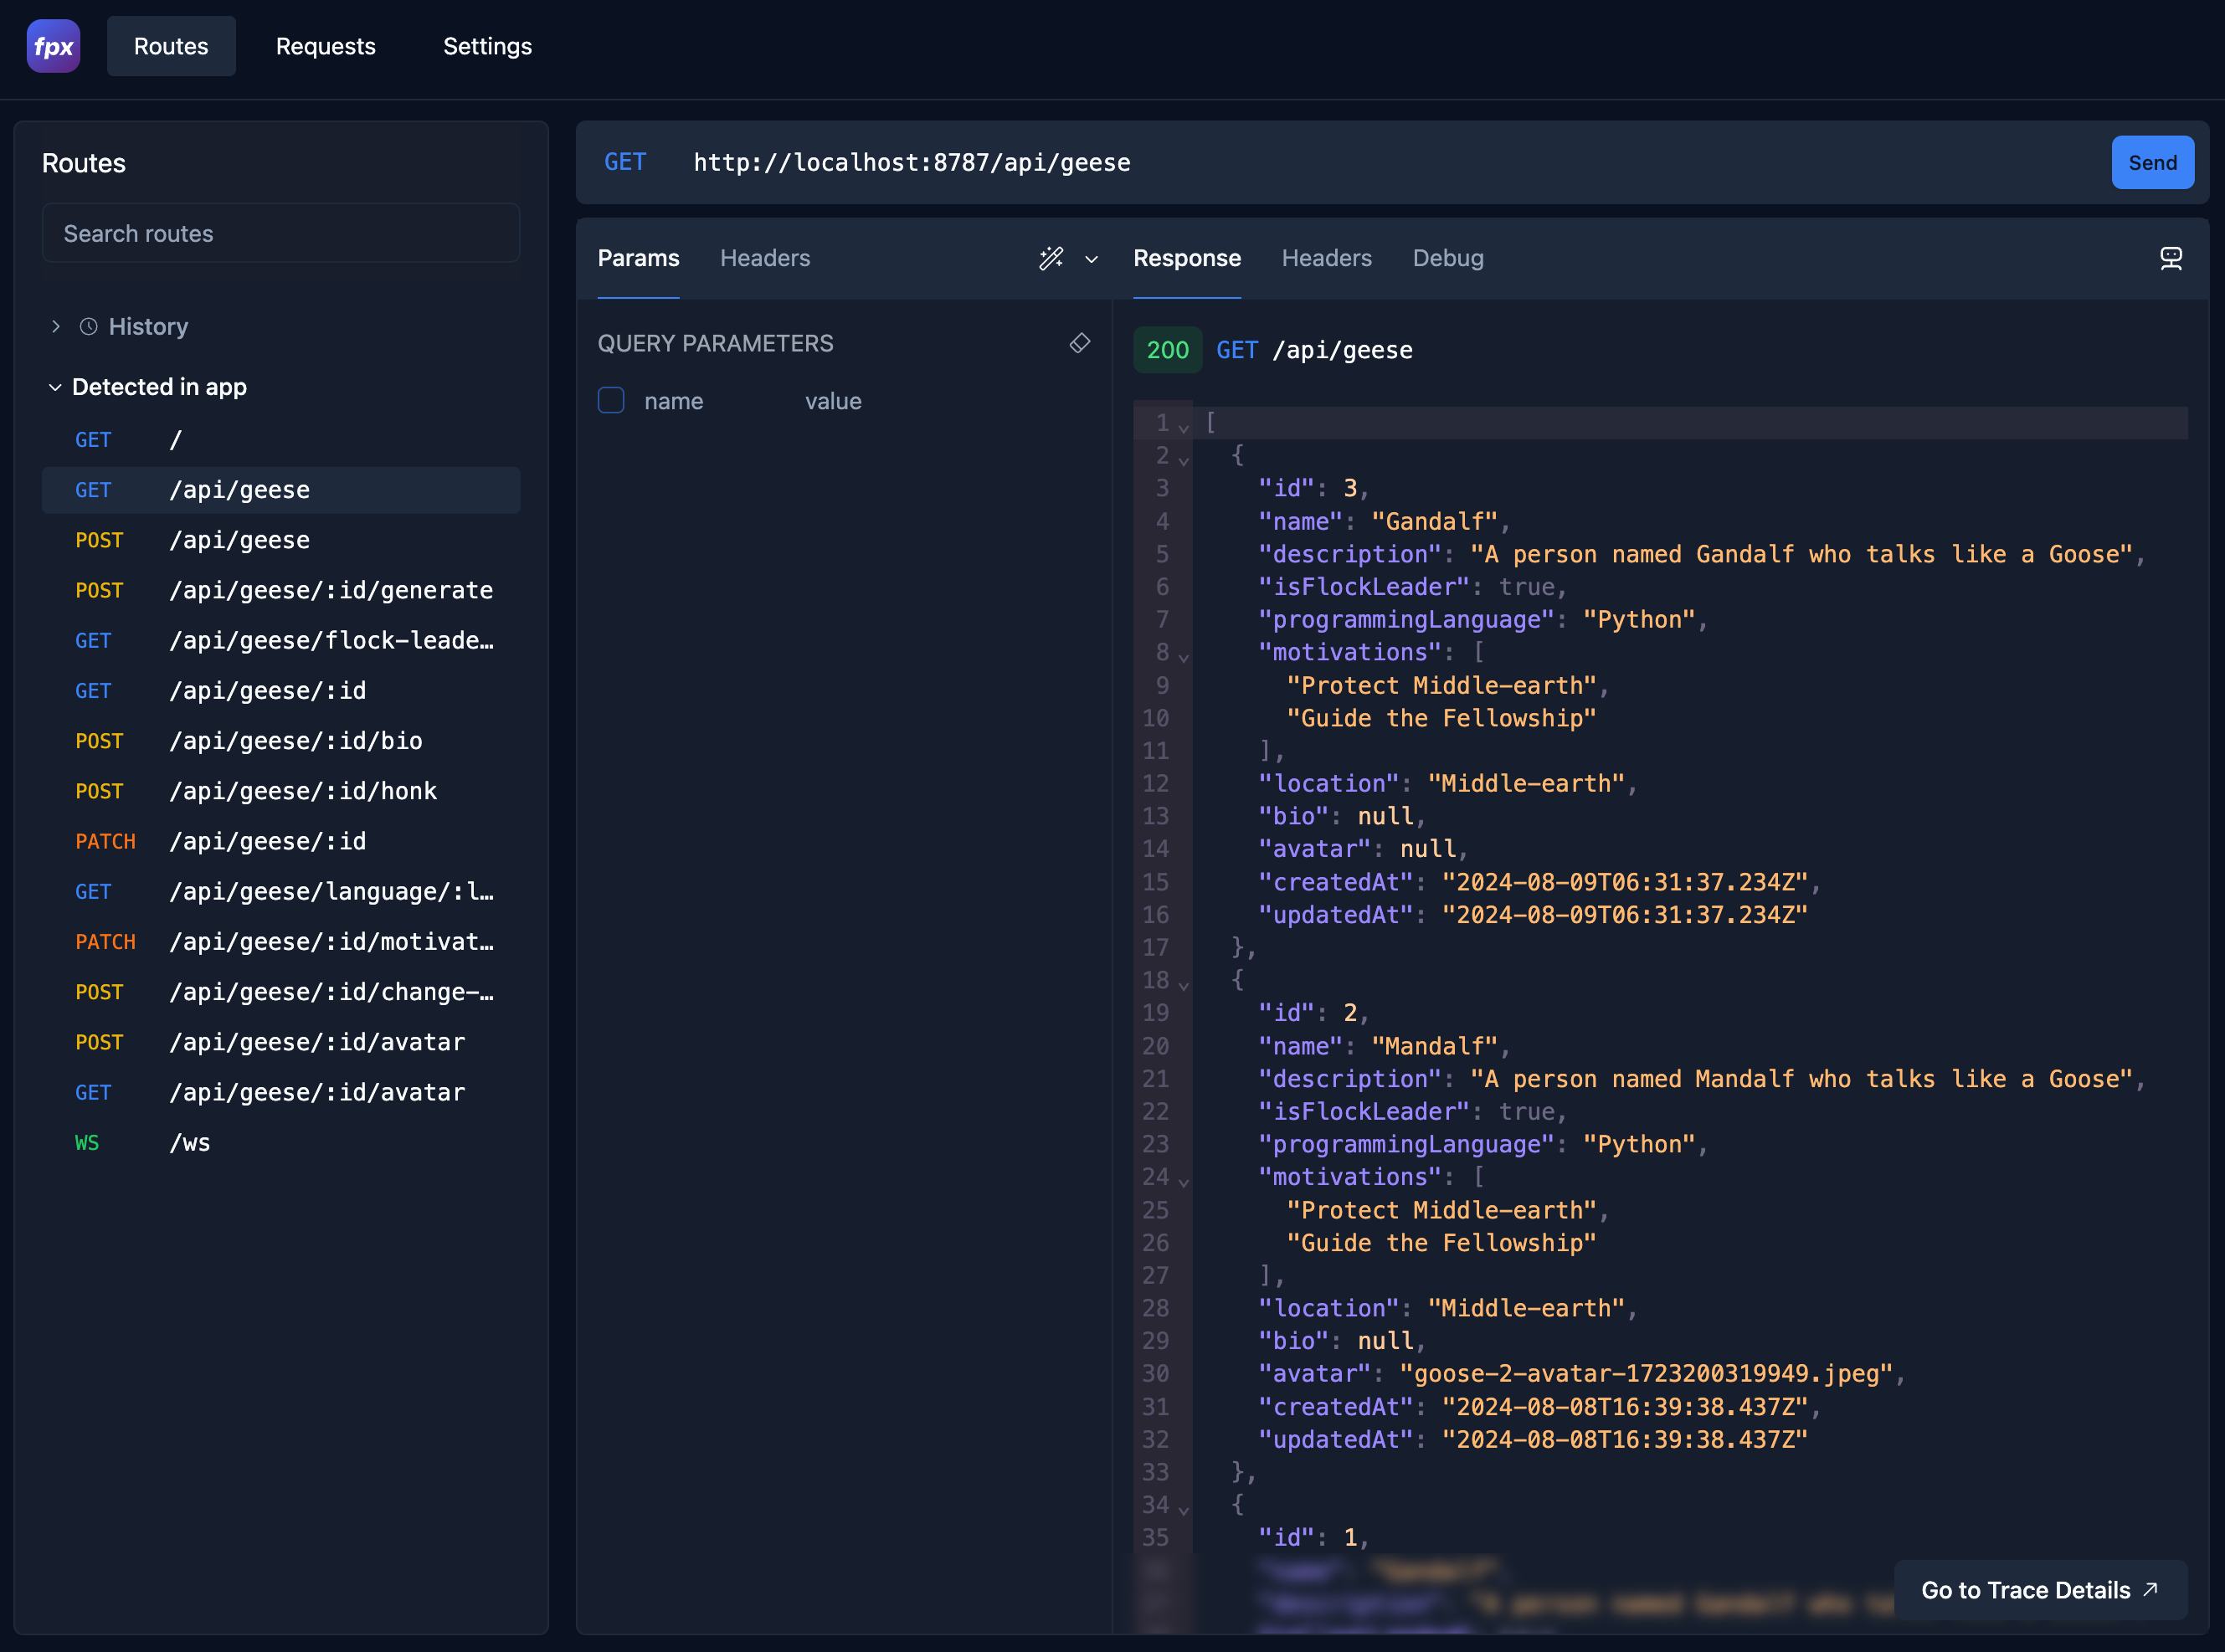 fpx
Routes
Requests
Settings
Routes
Search routes
History
Detected in app
GET /
GET /api/geese
POST /api/geese
POST /api/geese/:id/generate
GET /api/geese/flock-leade…
GET /api/geese/:id
POST /api/geese/:id/bio
POST /api/geese/:id/honk
PATCH /api/geese/:id
GET /api/geese/language/:l…
PATCH /api/geese/:id/motivat…
POST /api/geese/:id/change-…
POST /api/geese/:id/avatar
GET /api/geese/:id/avatar
WS /ws
GET http://localhost:8787/api/geese
Send
Params
Headers
QUERY PARAMETERS
name value
Response
Headers
Debug
200 GET /api/geese
1 [
2 {
3 "id": 3,
4 "name": "Gandalf",
5 "description": "A person named Gandalf who talks like a Goose",
6 "isFlockLeader": true,
7 "programmingLanguage": "Python",
8 "motivations": [
9 "Protect Middle-earth",
10 "Guide the Fellowship"
11 ],
12 "location": "Middle-earth",
13 "bio": null,
14 "avatar": null,
15 "createdAt": "2024-08-09T06:31:37.234Z",
16 "updatedAt": "2024-08-09T06:31:37.234Z"
17 },
18 {
19 "id": 2,
20 "name": "Mandalf",
21 "description": "A person named Mandalf who talks like a Goose",
22 "isFlockLeader": true,
23 "programmingLanguage": "Python",
24 "motivations": [
25 "Protect Middle-earth",
26 "Guide the Fellowship"
27 ],
28 "location": "Middle-earth",
29 "bio": null,
30 "avatar": "goose-2-avatar-1723200319949.jpeg",
31 "createdAt": "2024-08-08T16:39:38.437Z",
32 "updatedAt": "2024-08-08T16:39:38.437Z"
33 },
34 {
35 "id": 1,
Go to Trace Details